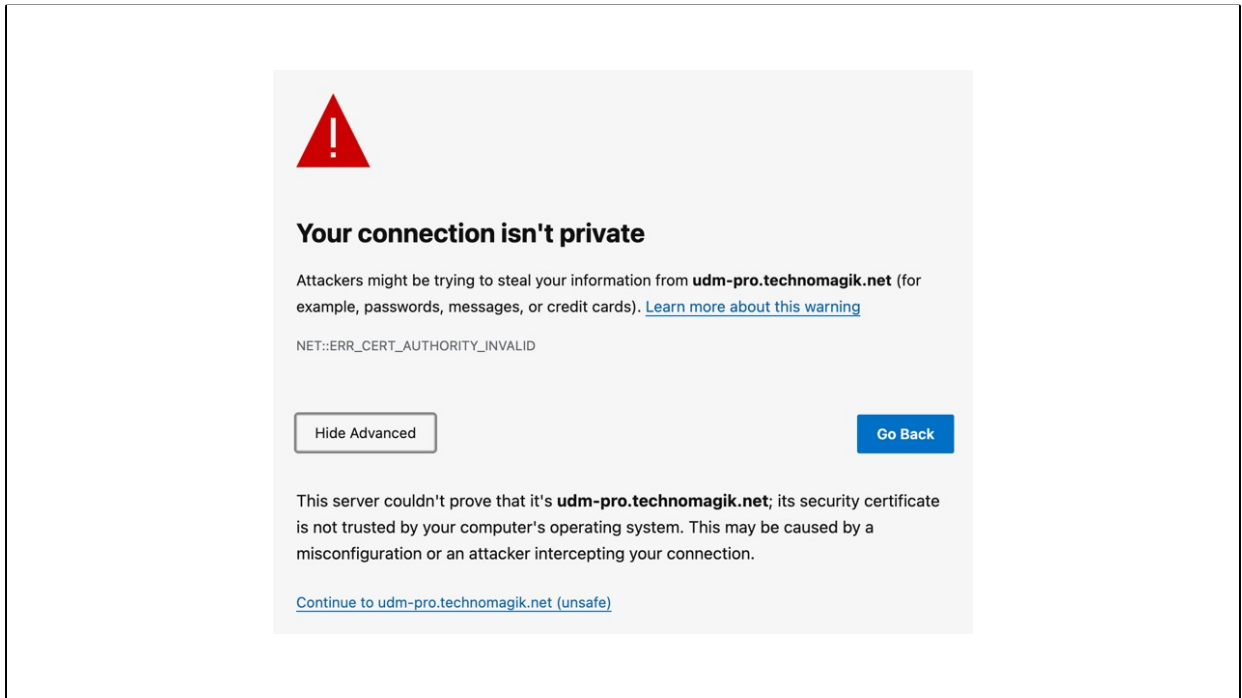 Your connection isn't private
Attackers might be trying to steal your information from udm-pro.technomagik.net (for
example, passwords, messages, or credit cards). Learn more about this warning
NET::ERR_CERT_AUTHORITY_INVALID
Hide Advanced
Go Back
This server couldn't prove that it's udm-pro.technomagik.net; its security certificate
is not trusted by your computer's operating system. This may be caused by a
misconfiguration or an attacker intercepting your connection.
Continue to udm-pro.technomagik.net (unsafe)